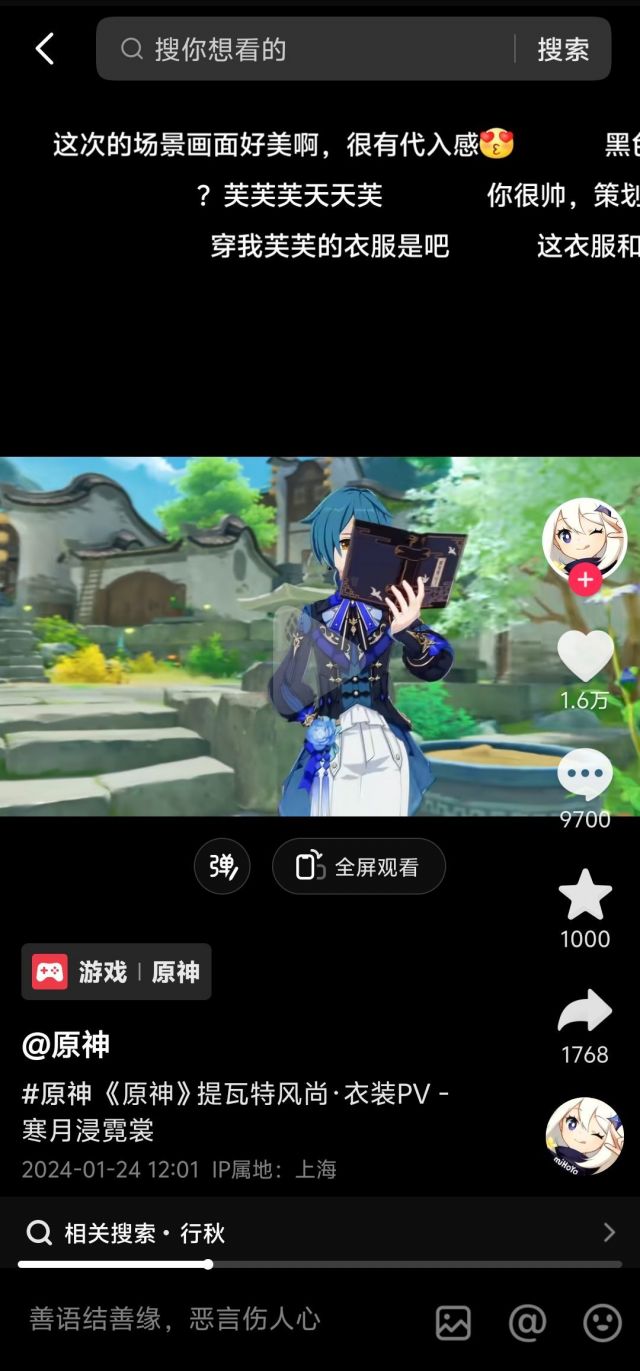 搜你想看的 搜索
这次的场景画面好美啊，很有代入感 黑
？芙芙芙天天芙 你很帅，策划
穿我芙芙的衣服是吧 这衣服和
1.6万
9700
弹 全屏观看
1000
游戏 | 原神
1768
@原神
#原神《原神》提瓦特风尚·衣装PV -
寒月浸霓裳
miHoYo
2024-01-24 12:01 IP属地：上海
相关搜索·行秋
善语结善缘，恶言伤人心